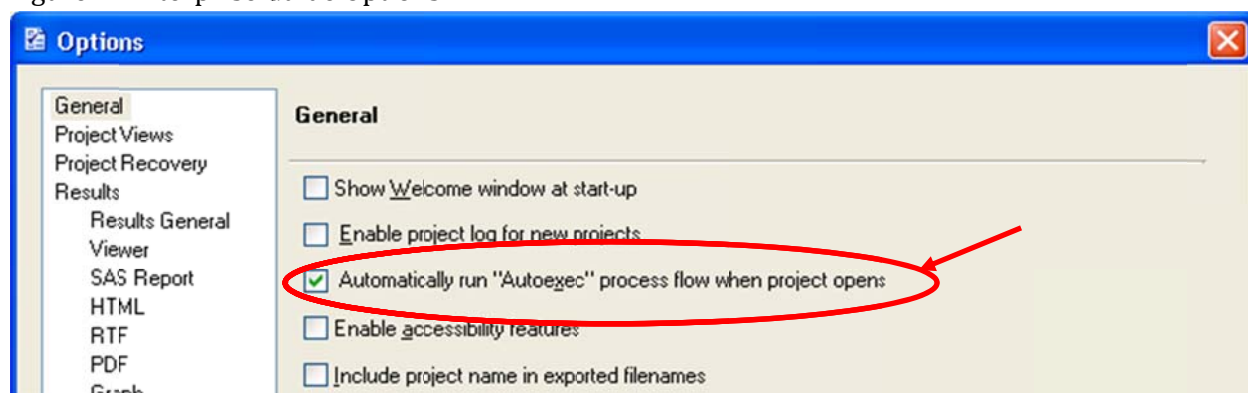 Options
General
Project Views
Project Recovery
Results
Results General
Viewer
SAS Report
HTML
RTF
PDF
General
Show Welcome window at start-up
Enable project log for new projects
Automatically run "Autoexec" process flow when project opens
Enable accessibility features
Include project name in exported filenames